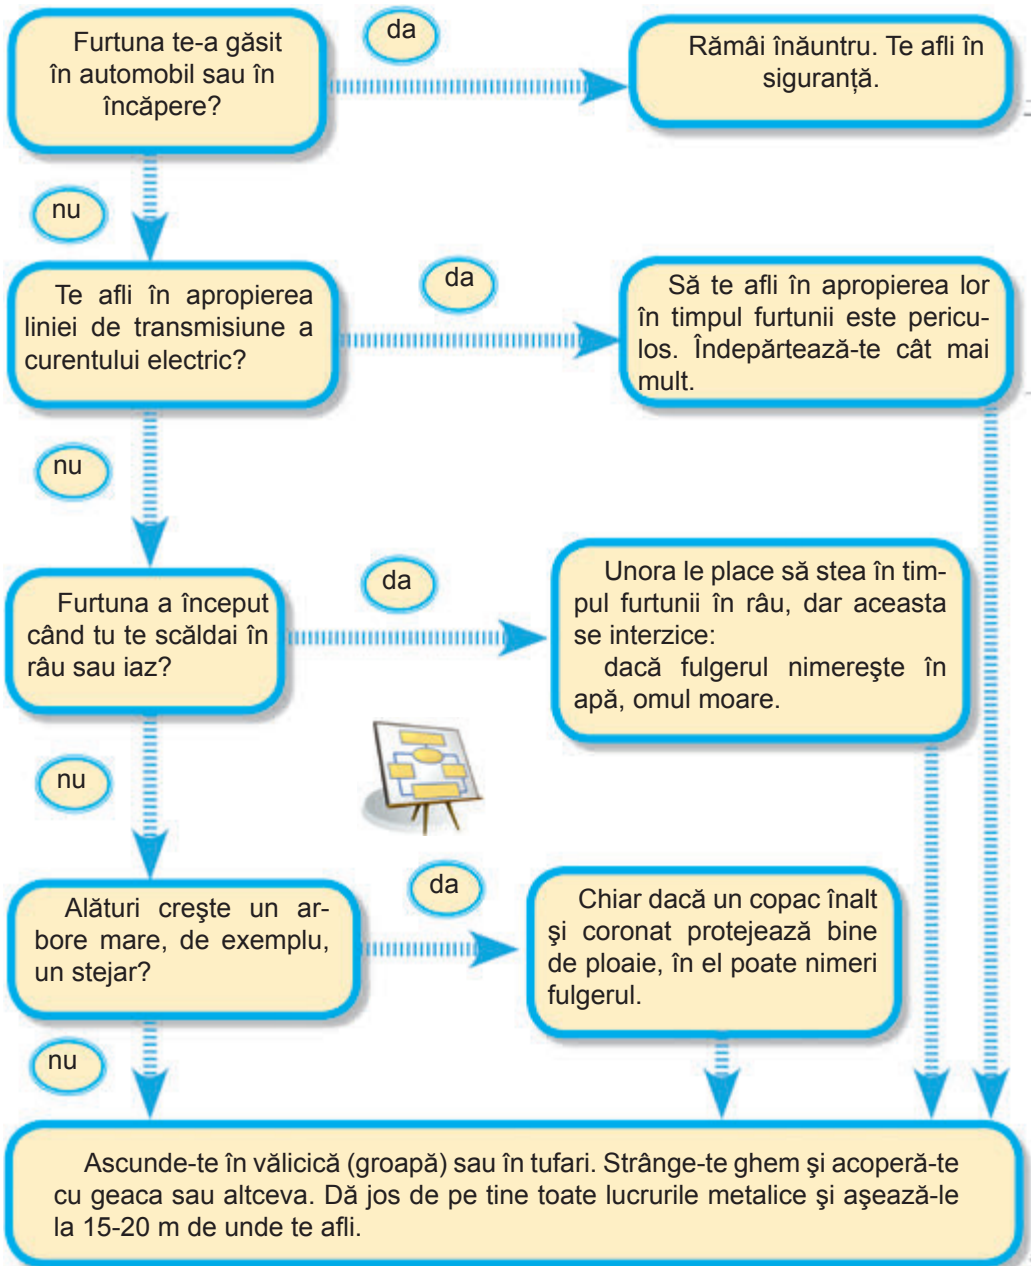 Furtuna te-a găsit
în automobil sau în
încăpere?
da
Rămâi înăuntru. Te afli în
siguranță.
nu
Te afli în apropierea
liniei de transmisiune a
curentului electric?
da
Să te afli în apropierea lor
în timpul furtunii este pericu-
los. Îndepărtează-te cât mai
mult.
nu
Furtuna a început
când tu te scăldai în
râu sau iaz?
da
Unora le place să stea în tim-
pul furtunii în râu, dar aceasta
se interzice:
dacă fulgerul nimereşte în
apă, omul moare.
nu
Alături creşte un ar-
bore mare, de exemplu,
un stejar?
da
Chiar dacă un copac înalt
şi coronat protejează bine
de ploaie, în el poate nimeri
fulgerul.
nu
Ascunde-te în vălicică (groapă) sau în tufari. Strânge-te ghem şi acoperă-te
cu geaca sau altceva. Dă jos de pe tine toate lucrurile metalice şi aşează-le
la 15-20 m de unde te afli.